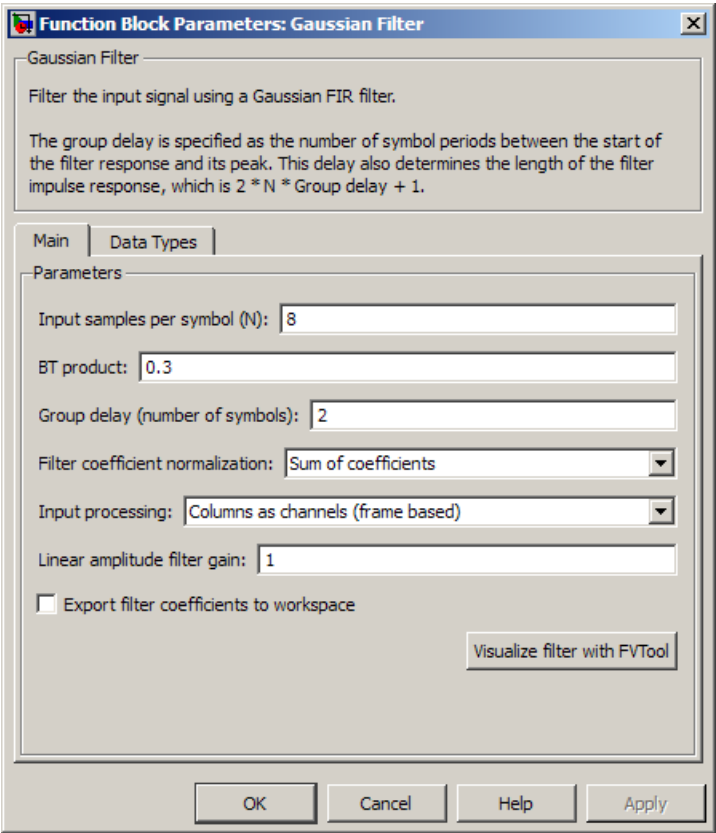 Function Block Parameters: Gaussian Filter
Gaussian Filter
Filter the input signal using a Gaussian FIR filter.
The group delay is specified as the number of symbol periods between the start of
the filter response and its peak. This delay also determines the length of the filter
impulse response, which is 2 * N * Group delay + 1.
Main Data Types
Parameters
Input samples per symbol (N): 8
BT product: 0.3
Group delay (number of symbols): 2
Filter coefficient normalization: Sum of coefficients
Input processing: Columns as channels (frame based)
Linear amplitude filter gain: 1
Export filter coefficients to workspace
Visualize filter with FVTool
OK Cancel Help Apply